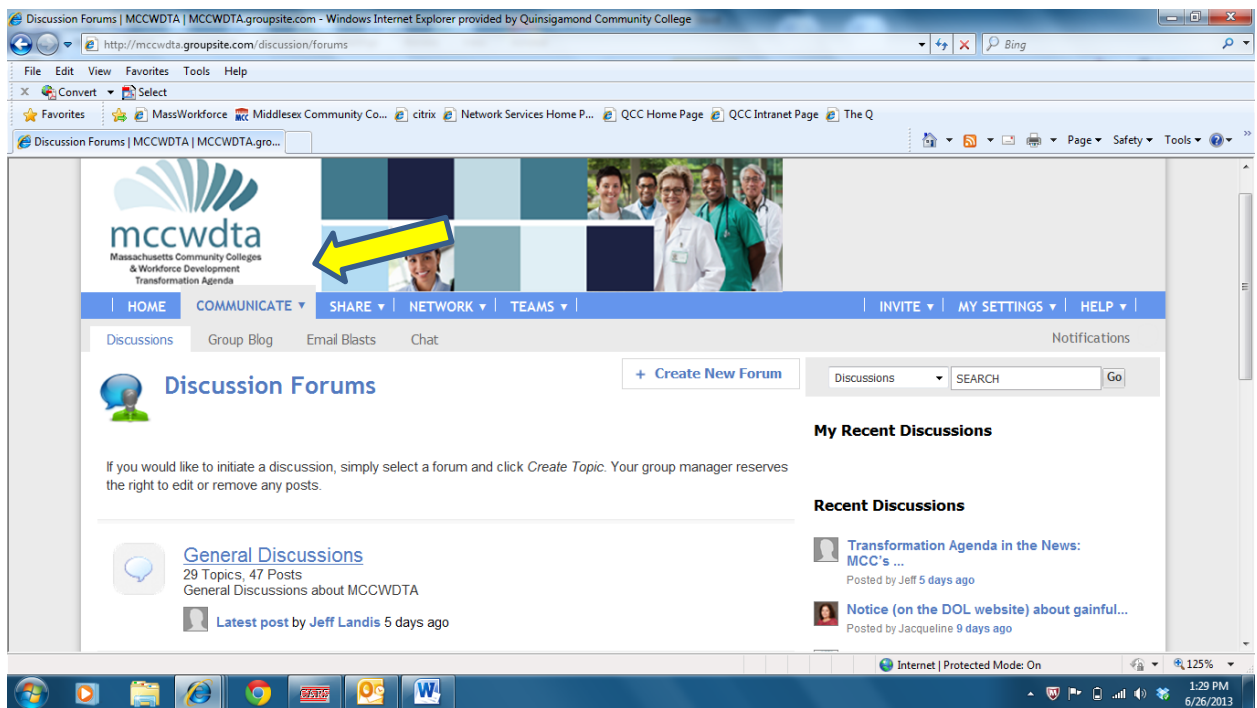 Discussion Forums | MCCWDTA | MCCWDTA.groupsite.com - Windows Internet Explorer provided by Quinsigamond Community College
http://mccwdta.groupsite.com/discussion/forums
Bing
File Edit View Favorites Tools Help
x Convert Select
Favorites MassWorkforce Middlesex Community Co... citrix Network Services Home P... QCC Home Page QCC Intranet Page The Q
Discussion Forums | MCCWDTA | MCCWDTA.gro...
Page Safety Tools »
mccwdta
Massachusetts Community Colleges
& Workforce Development
Transformation Agenda
HOME COMMUNICATE SHARE NETWORK TEAMS INVITE MY SETTINGS HELP
Discussions Group Blog Email Blasts Chat Notifications
Discussion Forums
+ Create New Forum
Discussions SEARCH Go
My Recent Discussions
If you would like to initiate a discussion, simply select a forum and click Create Topic. Your group manager reserves
the right to edit or remove any posts.
Recent Discussions
General Discussions
29 Topics, 47 Posts
General Discussions about MCCWDTA
Latest post by Jeff Landis 5 days ago
Transformation Agenda in the News:
MCC's ...
Posted by Jeff 5 days ago
Notice (on the DOL website) about gainful...
Posted by Jacqueline 9 days ago
Internet | Protected Mode: On 125%
1:29 PM
6/26/2013